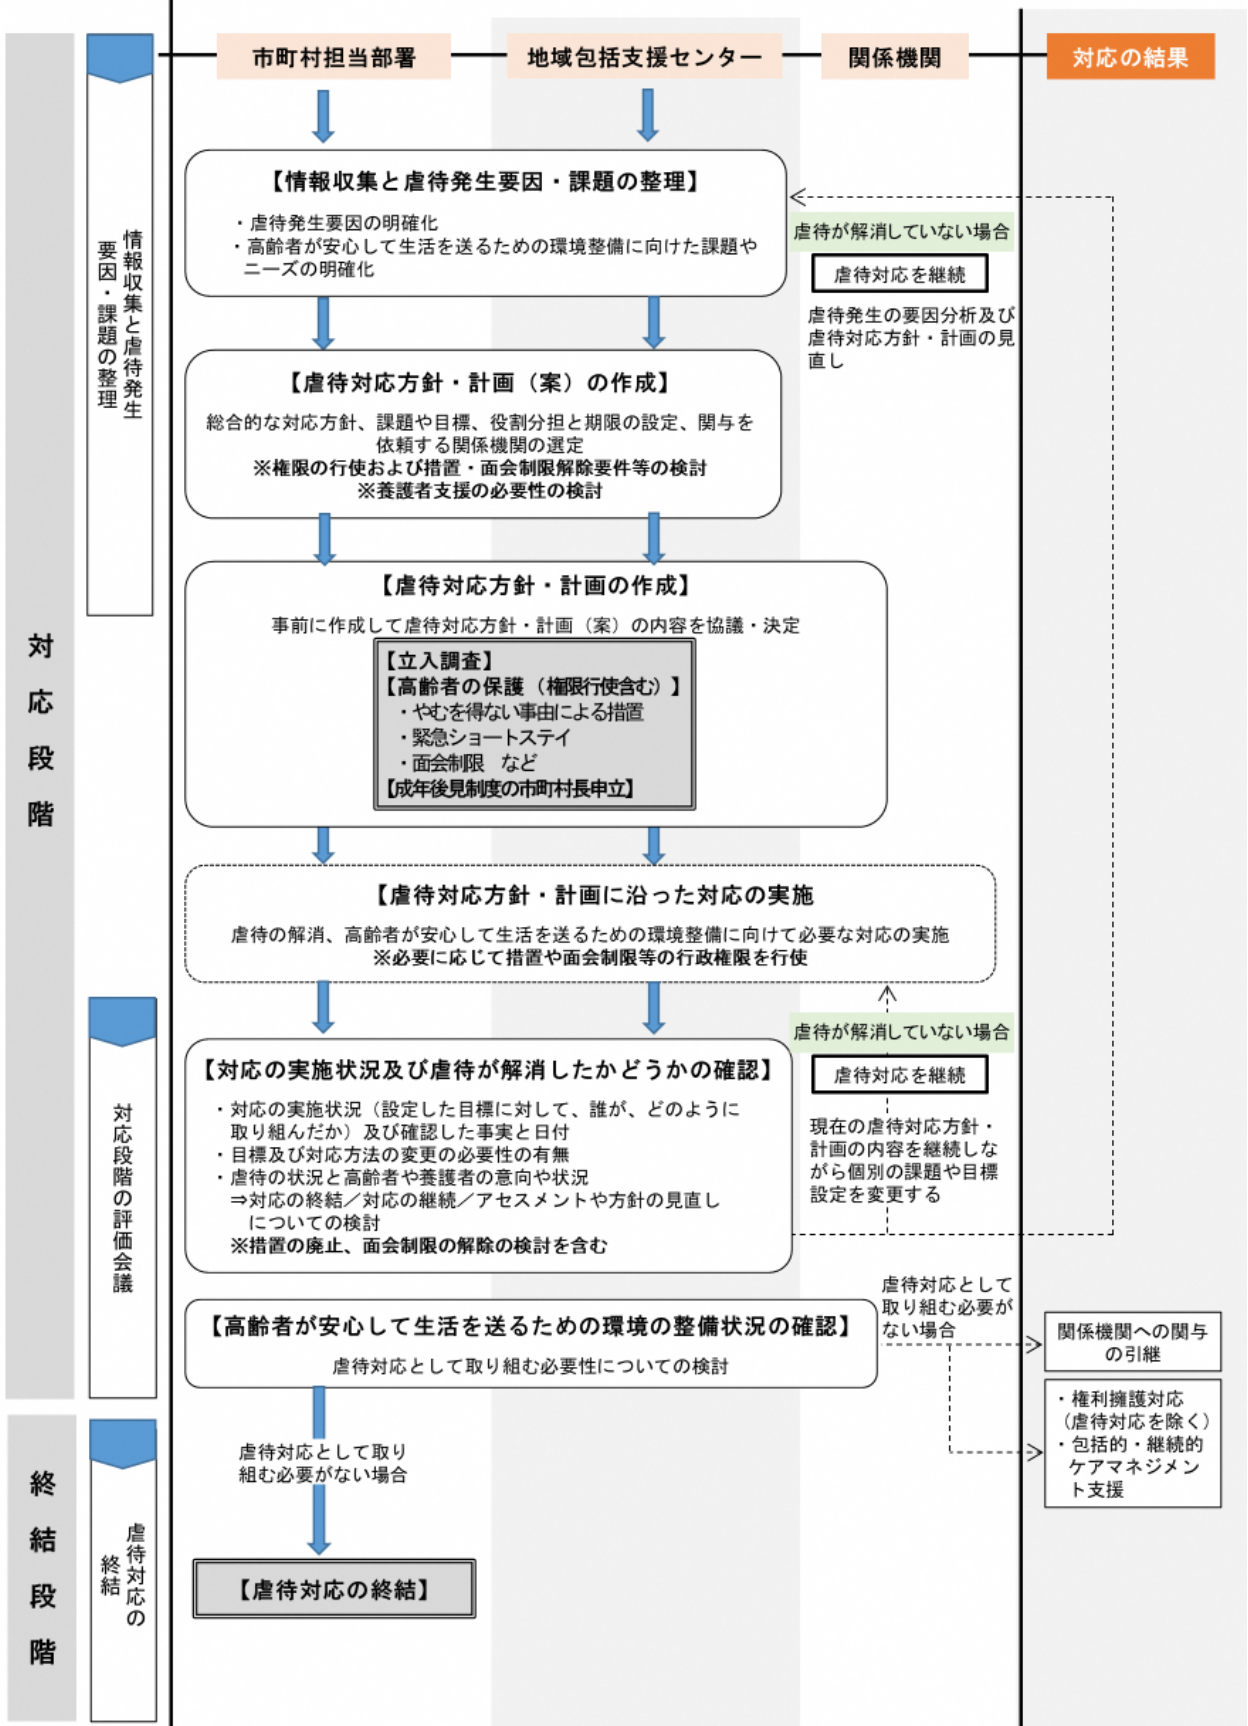 市町村担当部署
地域包括支援センター
関係機関
対応の結果
対応段階
情報収集と虐待発生
要因・課題の整理
【情報収集と虐待発生要因・課題の整理】
・虐待発生要因の明確化
・高齢者が安心して生活を送るための環境整備に向けた課題や
ニーズの明確化
虐待が解消していない場合
虐待対応を継続
虐待発生の要因分析及び
虐待対応方針・計画の見
直し
【虐待対応方針・計画（案）の作成】
総合的な対応方針、課題や目標、役割分担と期限の設定、関与を
依頼する関係機関の選定
※権限の行使および措置・面会制限解除要件等の検討
※養護者支援の必要性の検討
【虐待対応方針・計画の作成】
事前に作成して虐待対応方針・計画（案）の内容を協議・決定
【立入調査】
【高齢者の保護（権限行使含む）】
・やむを得ない事由による措置
・緊急ショートステイ
・面会制限　など
【成年後見制度の市町村長申立】
【虐待対応方針・計画に沿った対応の実施
虐待の解消、高齢者が安心して生活を送るための環境整備に向けて必要な対応の実施
※必要に応じて措置や面会制限等の行政権限を行使
対応段階の評価会議
【対応の実施状況及び虐待が解消したかどうかの確認】
・対応の実施状況（設定した目標に対して、誰が、どのように
取り組んだか）及び確認した事実と日付
・目標及び対応方法の変更の必要性の有無
・虐待の状況と高齢者や養護者の意向や状況
⇒対応の終結／対応の継続／アセスメントや方針の見直し
についての検討
※措置の廃止、面会制限の解除の検討を含む
虐待が解消していない場合
虐待対応を継続
現在の虐待対応方針・
計画の内容を継続しな
がら個別の課題や目標
設定を変更する
【高齢者が安心して生活を送るための環境の整備状況の確認】
虐待対応として取り組む必要性についての検討
虐待対応として
取り組む必要が
ない場合
関係機関への関与
の引継
・権利擁護対応
（虐待対応を除く）
・包括的・継続的
ケアマネジメン
ト支援
終結段階
虐待対応の
終結
虐待対応として取り
組む必要がない場合
【虐待対応の終結】